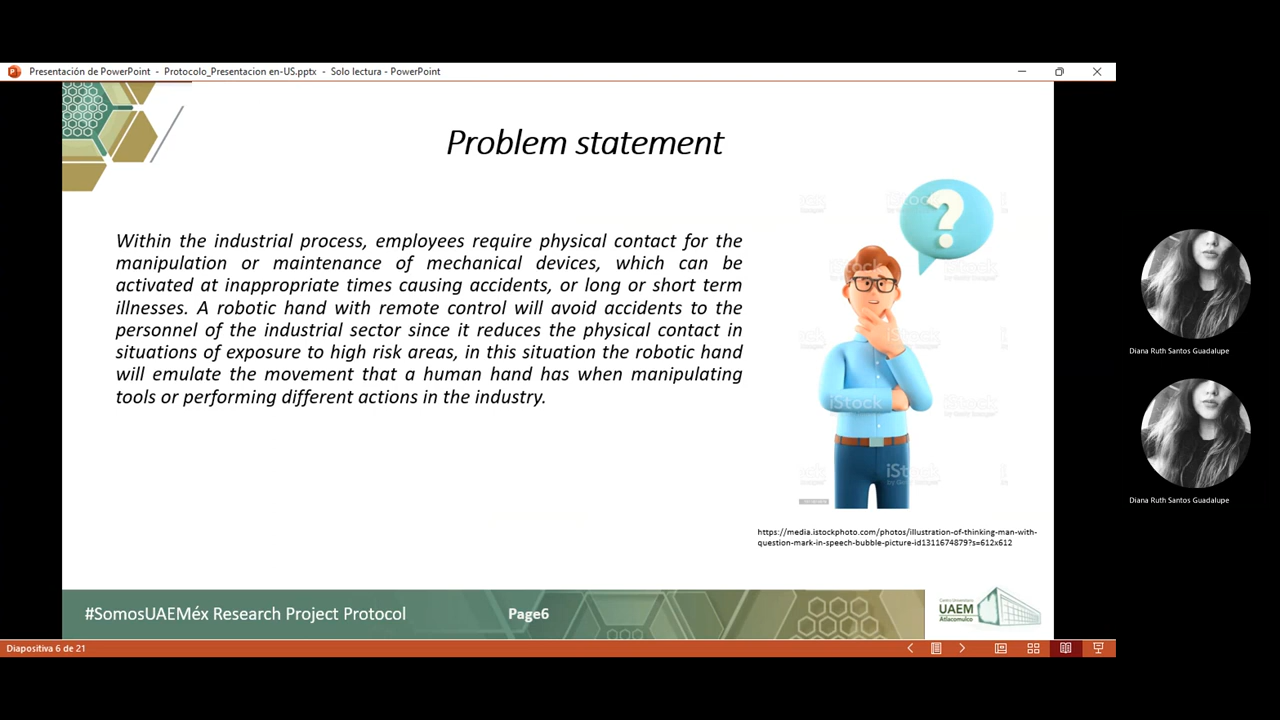 Presentación de PowerPoint - Protocolo_Presentacion en-US.pptx - Solo lectura - PowerPoint
Problem statement
Within the industrial process, employees require physical contact for the
manipulation or maintenance of mechanical devices, which can be
activated at inappropriate times causing accidents, or long or short term
illnesses. A robotic hand with remote control will avoid accidents to the
personnel of the industrial sector since it reduces the physical contact in
situations of exposure to high risk areas, in this situation the robotic hand
will emulate the movement that a human hand has when manipulating
tools or performing different actions in the industry.
?
iStock
iStock
iStock
https://media.istockphoto.com/photos/illustration-of-thinking-man-with-
question-mark-in-speech-bubble-picture-id1311674879?s=612x612
Diana Ruth Santos Guadalupe
Diana Ruth Santos Guadalupe
#SomosUAEMéx Research Project Protocol
Page6
Centro Universitario
UAEM
Atlacomulco
Diapositiva 6 de 21